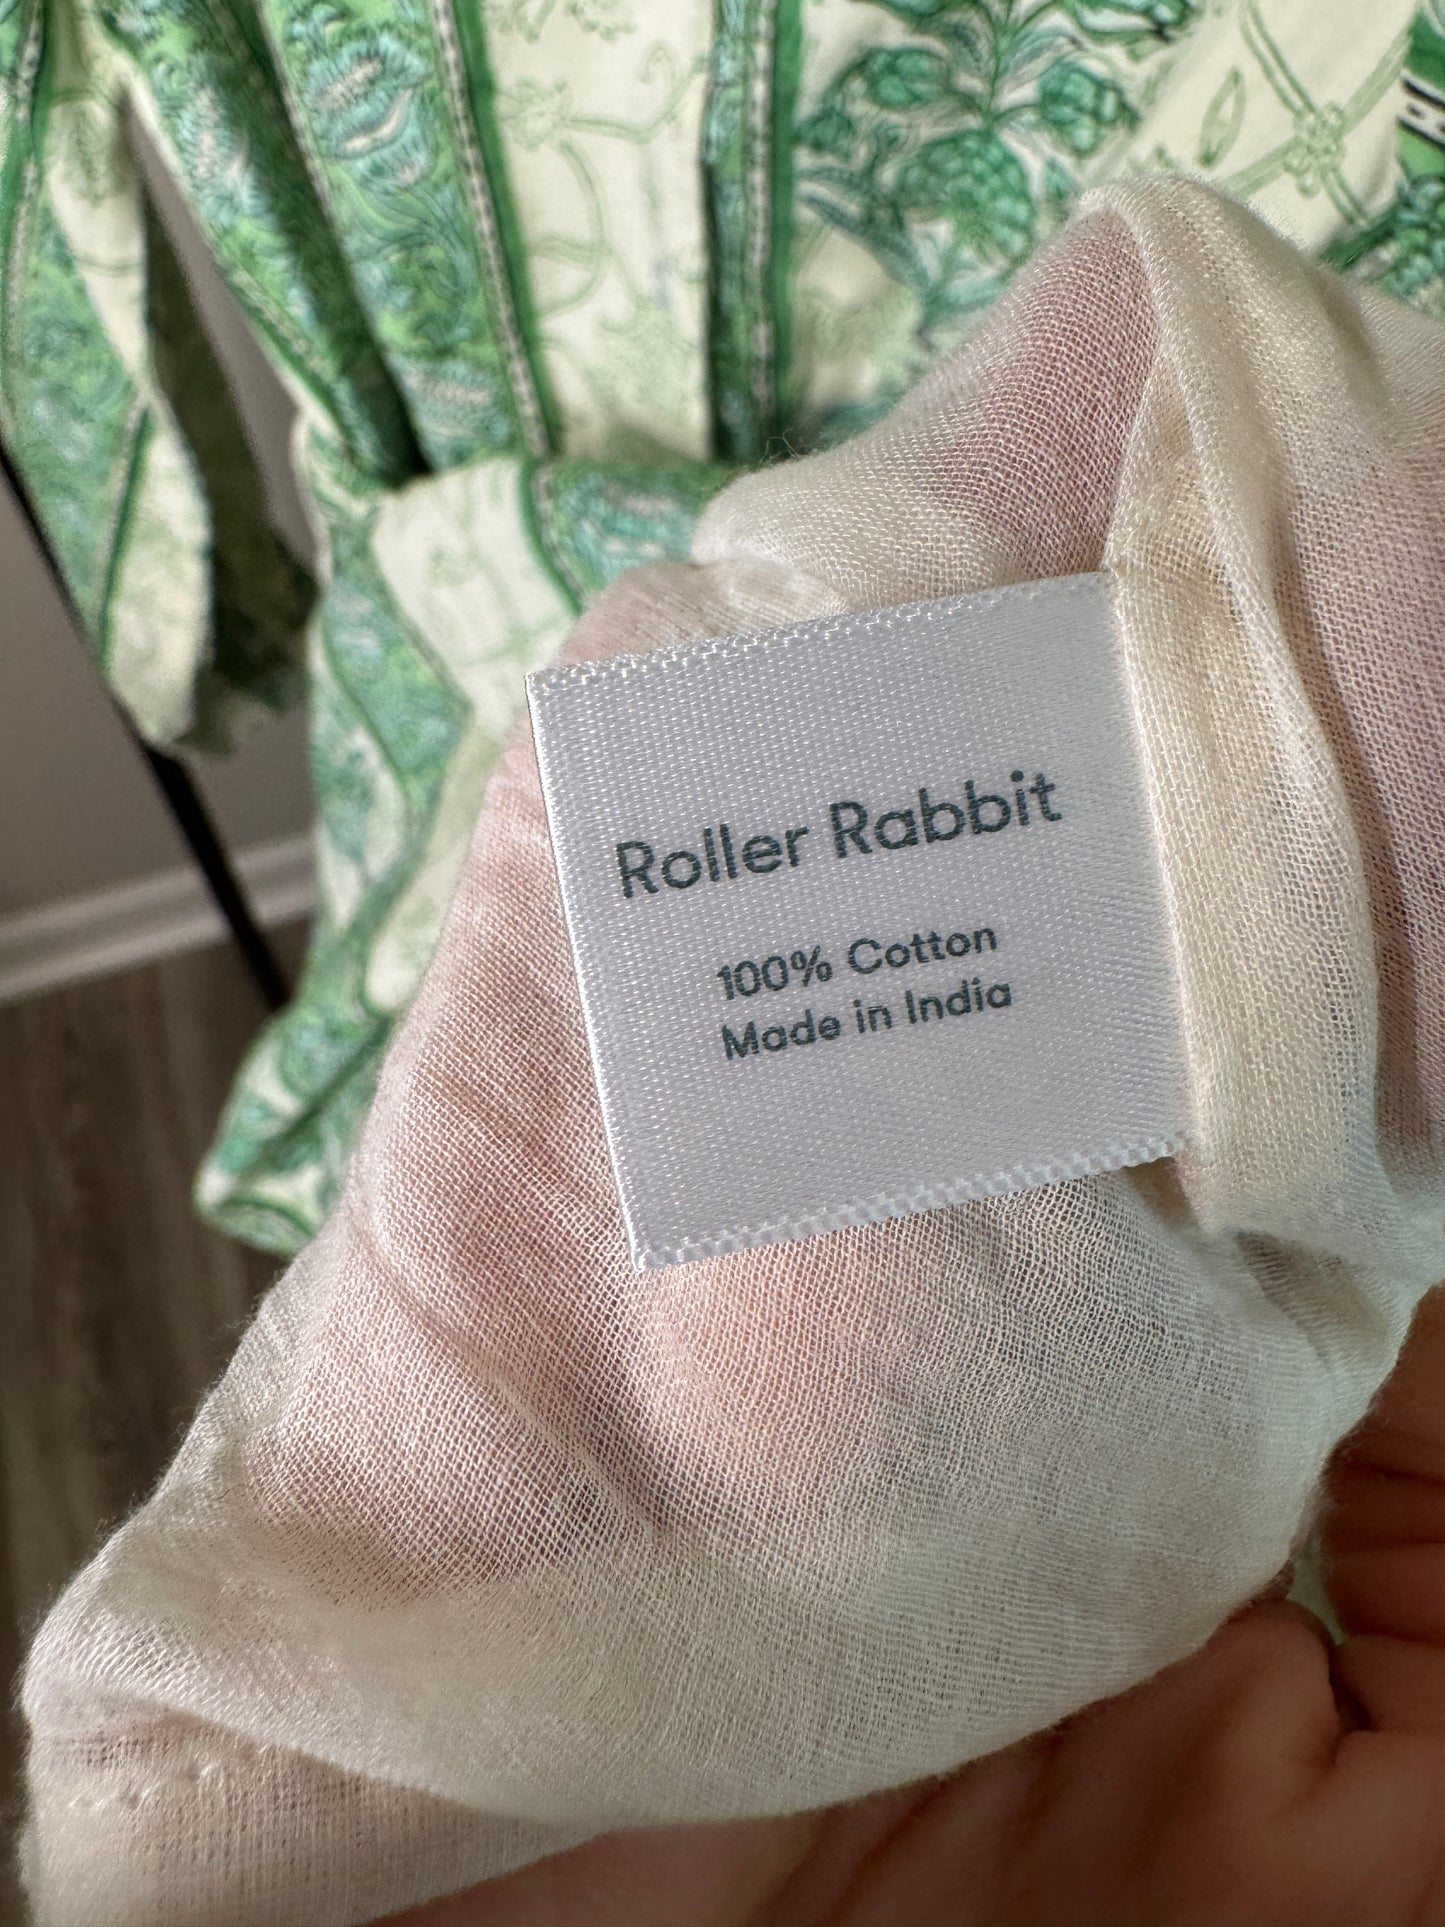 Roller Rabbit
100% Cotton
Made in India